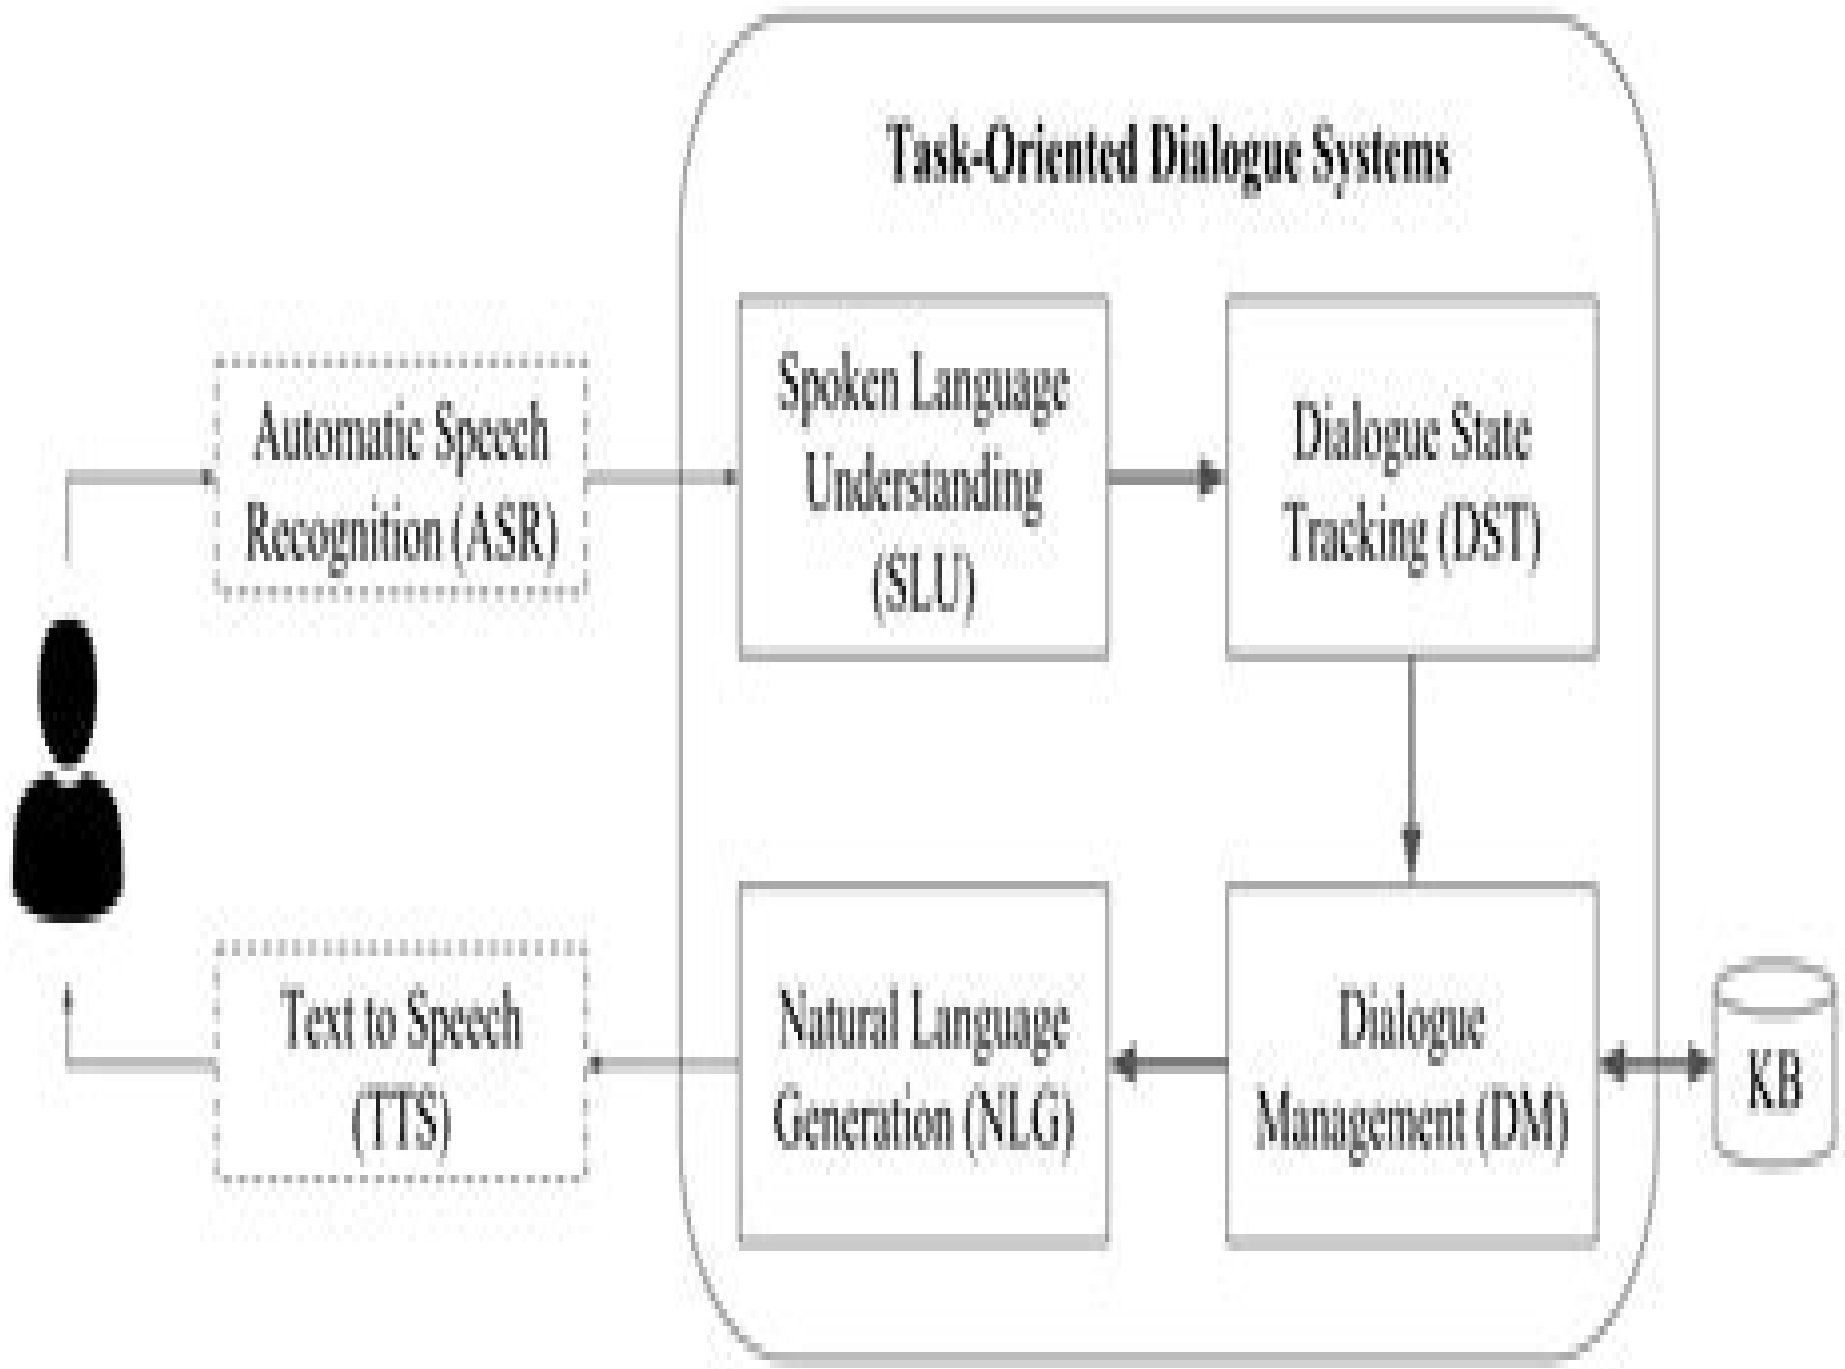 Task-Oriented Dialogue Systems
Automatic Speech
Recognition (ASR)
Spoken Language
Understanding
(SLU)
Dialogue State
Tracking (DST)
Text to Speech
(TTS)
Natural Language
Generation (NLG)
Dialogue
Management (DM)
KB